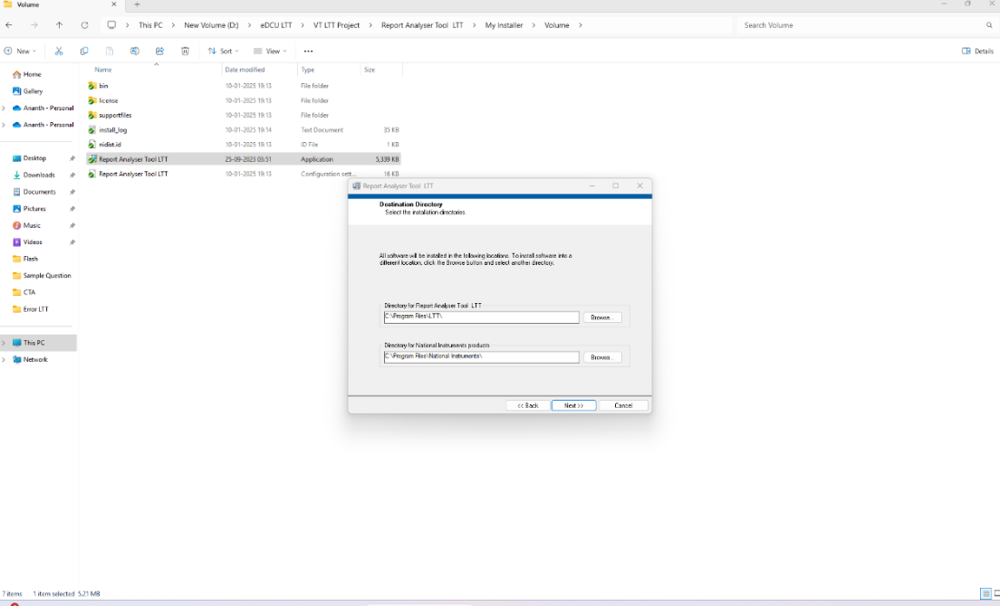 Volume
This PC > New Volume (D:) > eDCU LTT > VT LTT Project > Report Analyser Tool LTT > My Installer > Volume >
Search Volume
New
Sort
View
Details
Home
Gallery
Ananth - Personal
Ananth - Personal
Desktop
Downloads
Documents
Pictures
Music
Videos
Flash
Sample Question
CTA
Error LTT
This PC
Network
Name Date modified Type Size
bin 10-01-2025 19:13 File folder
license 10-01-2025 19:13 File folder
supportfiles 10-01-2025 19:13 File folder
install_log 10-01-2025 19:14 Text Document 35 KB
nidist.id 10-01-2025 19:13 ID File 1 KB
Report Analyser Tool LTT 25-09-2023 03:51 Application 5,339 KB
Report Analyser Tool LTT 10-01-2025 19:13 Configuration sett... 16 KB
Report Analyser Tool LTT
Destination Directory
Select the installation directories.
All software will be installed in the following locations. To install software into a
different location, click the Browse button and select another directory.
Directory for Report Analyser Tool LTT
C:\Program Files\LTT\
Browse...
Directory for National Instruments products
C:\Program Files\National Instruments\
Browse...
<< Back Next >> Cancel
7 items 1 item selected 5.21 MB